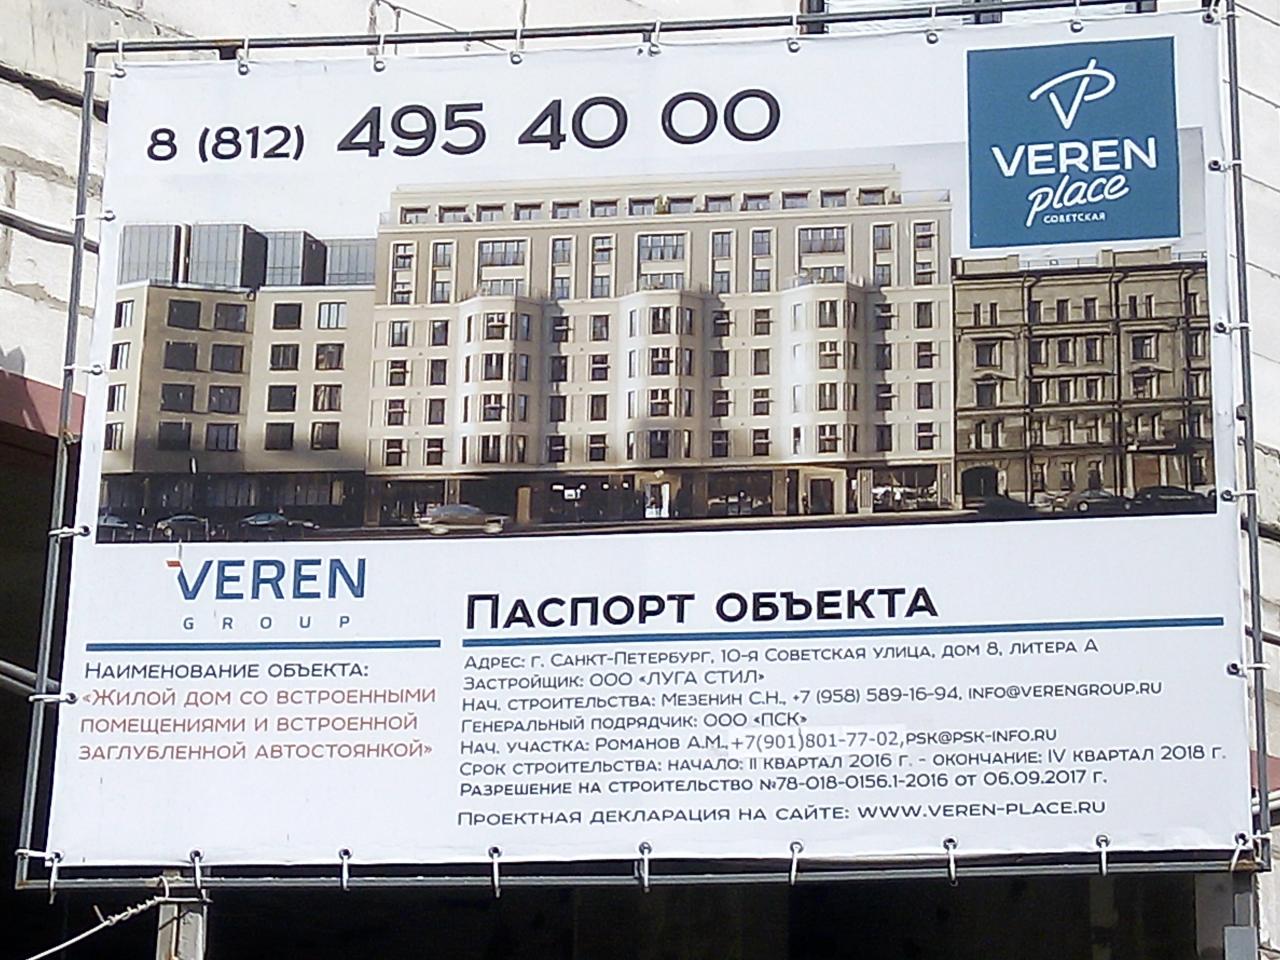 8 (812) 495 40 00
VEREN
place
СОВЕТСКАЯ
VEREN
GROUP
НАИМЕНОВАНИЕ ОБЪЕКТА:
«ЖИЛОЙ ДОМ СО ВСТРОЕННЫМИ
ПОМЕЩЕНИЯМИ И ВСТРОЕННОЙ
ЗАГЛУБЛЕННОЙ АВТОСТОЯНКОЙ»
ПАСПОРТ ОБЪЕКТА
АДРЕС: Г. САНКТ-ПЕТЕРБУРГ, 10-Я СОВЕТСКАЯ УЛИЦА, ДОМ 8, ЛИТЕРА А
ЗАСТРОЙЩИК: ООО «ЛУГА СТИЛ»
НАЧ. СТРОИТЕЛЬСТВА: МЕЗЕНИН С.Н., +7 (958) 589-16-94, INFO@VERENGROUP.RU
ГЕНЕРАЛЬНЫЙ ПОДРЯДЧИК: ООО «ПСК»
НАЧ. УЧАСТКА: РОМАНОВ А.М.,+7(901)801-77-02,PSK@PSK-INFO.RU
СРОК СТРОИТЕЛЬСТВА: НАЧАЛО: II КВАРТАЛ 2016 Г. - ОКОНЧАНИЕ: IV КВАРТАЛ 2018 Г.
РАЗРЕШЕНИЕ НА СТРОИТЕЛЬСТВО №78-018-0156.1-2016 ОТ 06.09.2017 Г.
ПРОЕКТНАЯ ДЕКЛАРАЦИЯ НА САЙТЕ: WWW.VEREN-PLACE.RU